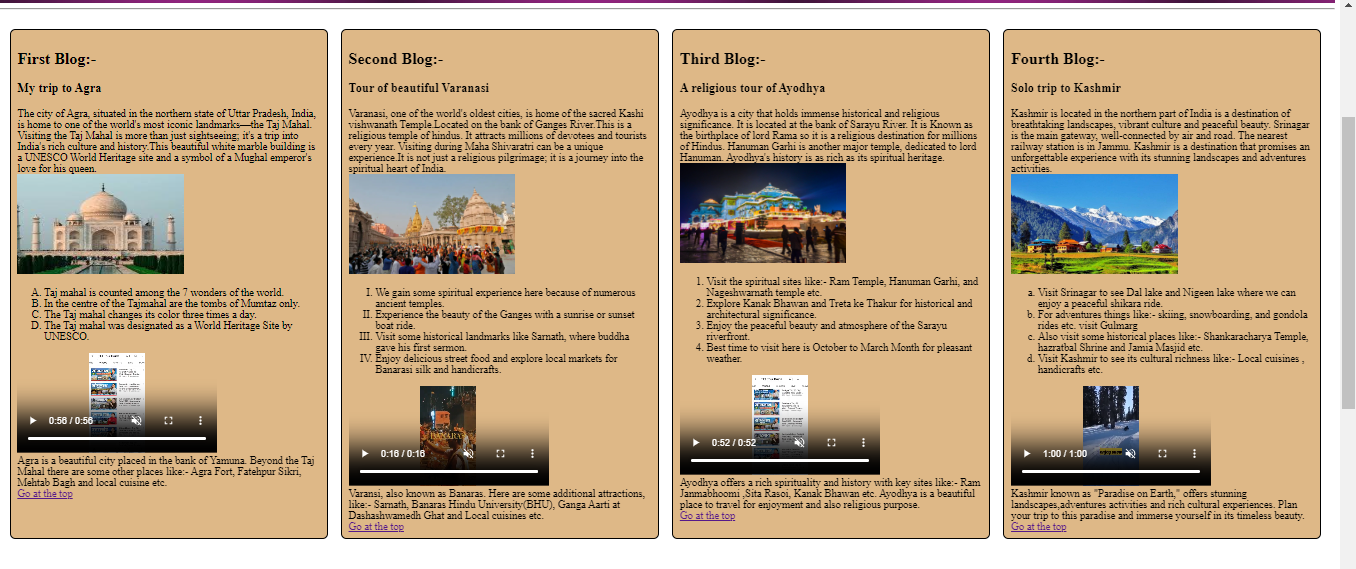 First Blog:-
My trip to Agra
The city of Agra, situated in the northern state of Uttar Pradesh, India,
is home to one of the world's most iconic landmarks—the Taj Mahal.
Visiting the Taj Mahal is more than just sightseeing; it's a trip into
India's rich culture and history.This beautiful white marble building is
a UNESCO World Heritage site and a symbol of a Mughal emperor's
love for his queen.
A. Taj mahal is counted among the 7 wonders of the world.
B. In the centre of the Tajmahal are the tombs of Mumtaz only.
C. The Taj mahal changes its color three times a day.
D. The Taj mahal was designated as a World Heritage Site by
UNESCO.
0:56 / 0:56
Agra is a beautiful city placed in the bank of Yamuna. Beyond the Taj
Mahal there are some other places like:- Agra Fort, Fatehpur Sikri,
Mehtab Bagh and local cuisine etc.
Go at the top
Second Blog:-
Tour of beautiful Varanasi
Varanasi, one of the world's oldest cities, is home of the sacred Kashi
vishwanath Temple.Located on the bank of Ganges River.This is a
religious temple of hindus. It attracts millions of devotees and tourists
every year. Visiting during Maha Shivaratri can be a unique
experience.It is not just a religious pilgrimage; it is a journey into the
spiritual heart of India.
I. We gain some spiritual experience here because of numerous
ancient temples.
II. Experience the beauty of the Ganges with a sunrise or sunset
boat ride.
III. Visit some historical landmarks like Sarnath, where buddha
gave his first sermon.
IV. Enjoy delicious street food and explore local markets for
Banarasi silk and handicrafts.
BANARAS
0:16 / 0:16
Varansi, also known as Banaras. Here are some additional attractions,
like:- Sarnath, Banaras Hindu University(BHU), Ganga Aarti at
Dashashwamedh Ghat and Local cuisines etc.
Go at the top
Third Blog:-
A religious tour of Ayodhya
Ayodhya is a city that holds immense historical and religious
significance. It is located at the bank of Sarayu River. It is Known as
the birthplace of lord Rama so it is a religious destination for millions
of Hindus. Hanuman Garhi is another major temple, dedicated to lord
Hanuman. Ayodhya's history is as rich as its spiritual heritage.
1. Visit the spiritual sites like:- Ram Temple, Hanuman Garhi, and
Nageshwarnath temple etc.
2. Explore Kanak Bhawan and Treta ke Thakur for historical and
architectural significance.
3. Enjoy the peaceful beauty and atmosphere of the Sarayu
riverfront.
4. Best time to visit here is October to March Month for pleasant
weather.
0:52 / 0:52
Ayodhya offers a rich spirituality and history with key sites like:- Ram
Janmabhoomi ,Sita Rasoi, Kanak Bhawan etc. Ayodhya is a beautiful
place to travel for enjoyment and also religious purpose.
Go at the top
Fourth Blog:-
Solo trip to Kashmir
Kashmir is located in the northern part of India is a destination of
breathtaking landscapes, vibrant culture and peaceful beauty. Srinagar
is the main gateway, well-connected by air and road. The nearest
railway station is in Jammu. Kashmir is a destination that promises an
unforgettable experience with its stunning landscapes and adventures
activities.
a. Visit Srinagar to see Dal lake and Nigeen lake where we can
enjoy a peaceful shikara ride.
b. For adventures things like:- skiing, snowboarding, and gondola
rides etc. visit Gulmarg
c. Also visit some historical places like:- Shankaracharya Temple,
hazratbal Shrine and Jamia Masjid etc.
d. Visit Kashmir to see its cultural richness like:- Local cuisines ,
handicrafts etc.
1:00 / 1:00
Kashmir known as "Paradise on Earth," offers stunning
landscapes,adventures activities and rich cultural experiences. Plan
your trip to this paradise and immerse yourself in its timeless beauty.
Go at the top